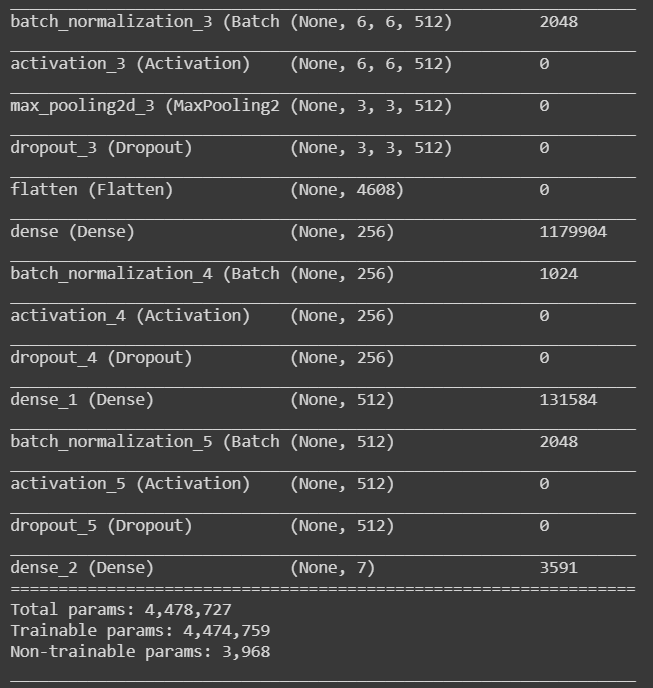 batch_normalization_3 (Batch (None, 6, 6, 512) 2048
activation_3 (Activation) (None, 6, 6, 512) 0
max_pooling2d_3 (MaxPooling2 (None, 3, 3, 512) 0
dropout_3 (Dropout) (None, 3, 3, 512) 0
flatten (Flatten) (None, 4608) 0
dense (Dense) (None, 256) 1179904
batch_normalization_4 (Batch (None, 256) 1024
activation_4 (Activation) (None, 256) 0
dropout_4 (Dropout) (None, 256) 0
dense_1 (Dense) (None, 512) 131584
batch_normalization_5 (Batch (None, 512) 2048
activation_5 (Activation) (None, 512) 0
dropout_5 (Dropout) (None, 512) 0
dense_2 (Dense) (None, 7) 3591
=================================================================
Total params: 4,478,727
Trainable params: 4,474,759
Non-trainable params: 3,968